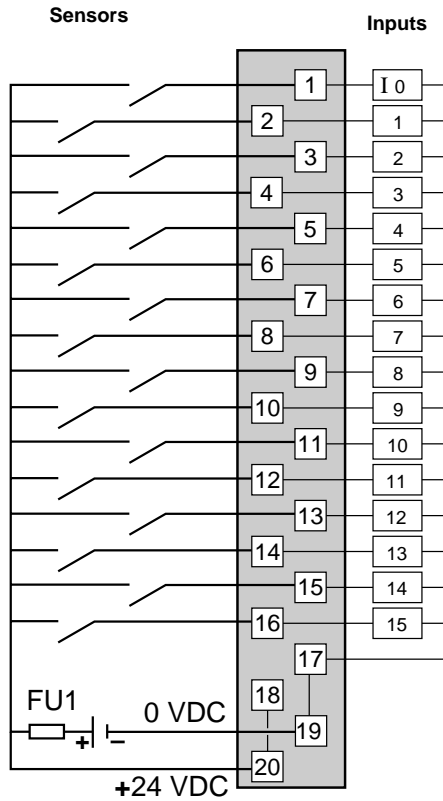 Sensors
Inputs
1 I 0
2 1
3 2
4 3
5 4
6 5
7 6
8 7
9 8
10 9
11 10
12 11
13 12
14 13
15 14
16 15
17
FU1 18
0 VDC
+ – 19
20
+24 VDC